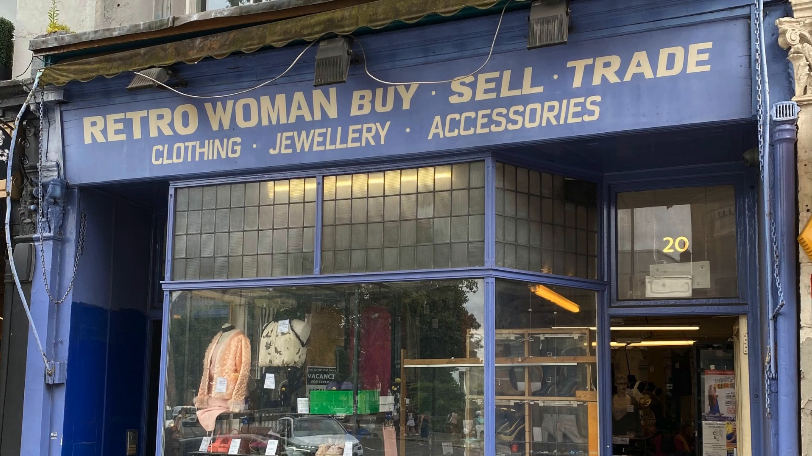 RETRO WOMAN BUY · SELL · TRADE
CLOTHING · JEWELLERY · ACCESSORIES
20
VACANCY